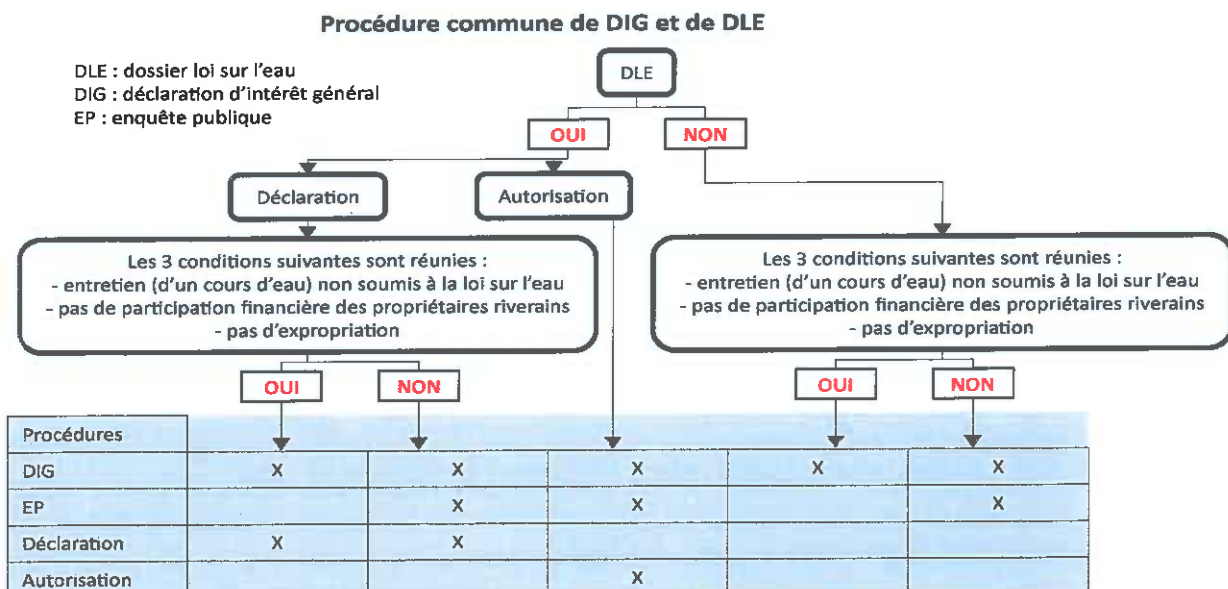 Procédure commune de DIG et de DLE
DLE : dossier loi sur l'eau
DIG : déclaration d'intérêt général
EP : enquête publique
DLE
OUI
NON
Déclaration
Autorisation
Les 3 conditions suivantes sont réunies :
- entretien (d'un cours d'eau) non soumis à la loi sur l'eau
- pas de participation financière des propriétaires riverains
- pas d'expropriation
Les 3 conditions suivantes sont réunies :
- entretien (d'un cours d'eau) non soumis à la loi sur l'eau
- pas de participation financière des propriétaires riverains
- pas d'expropriation
OUI
NON
OUI
NON
Procédures
DIG X X X X X
EP X X X
Déclaration X X
Autorisation X